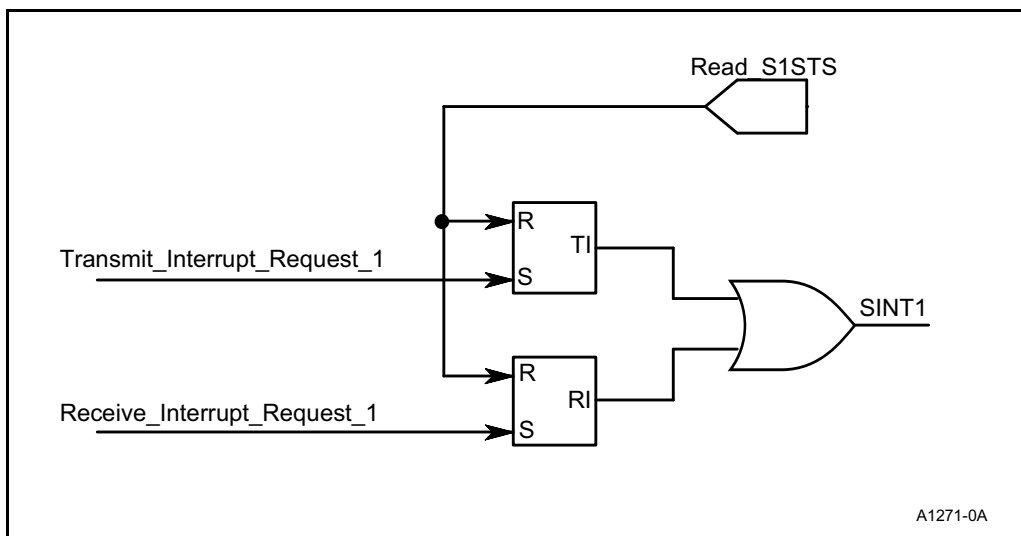 Read_S1STS
R
TI
Transmit_Interrupt_Request_1
S
SINT1
R
RI
Receive_Interrupt_Request_1
S
A1271-0A